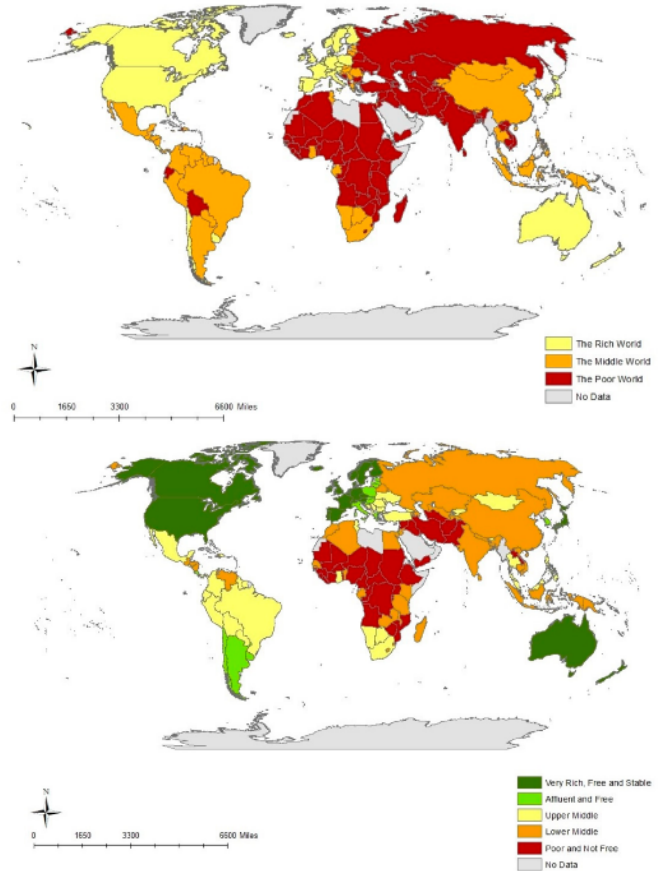 The Rich World
The Middle World
The Poor World
No Data
N
0 1650 3300 6600 Miles
Very Rich, Free and Stable
Affluent and Free
Upper Middle
Lower Middle
Poor and Not Free
No Data
N
0 1650 3300 6600 Miles